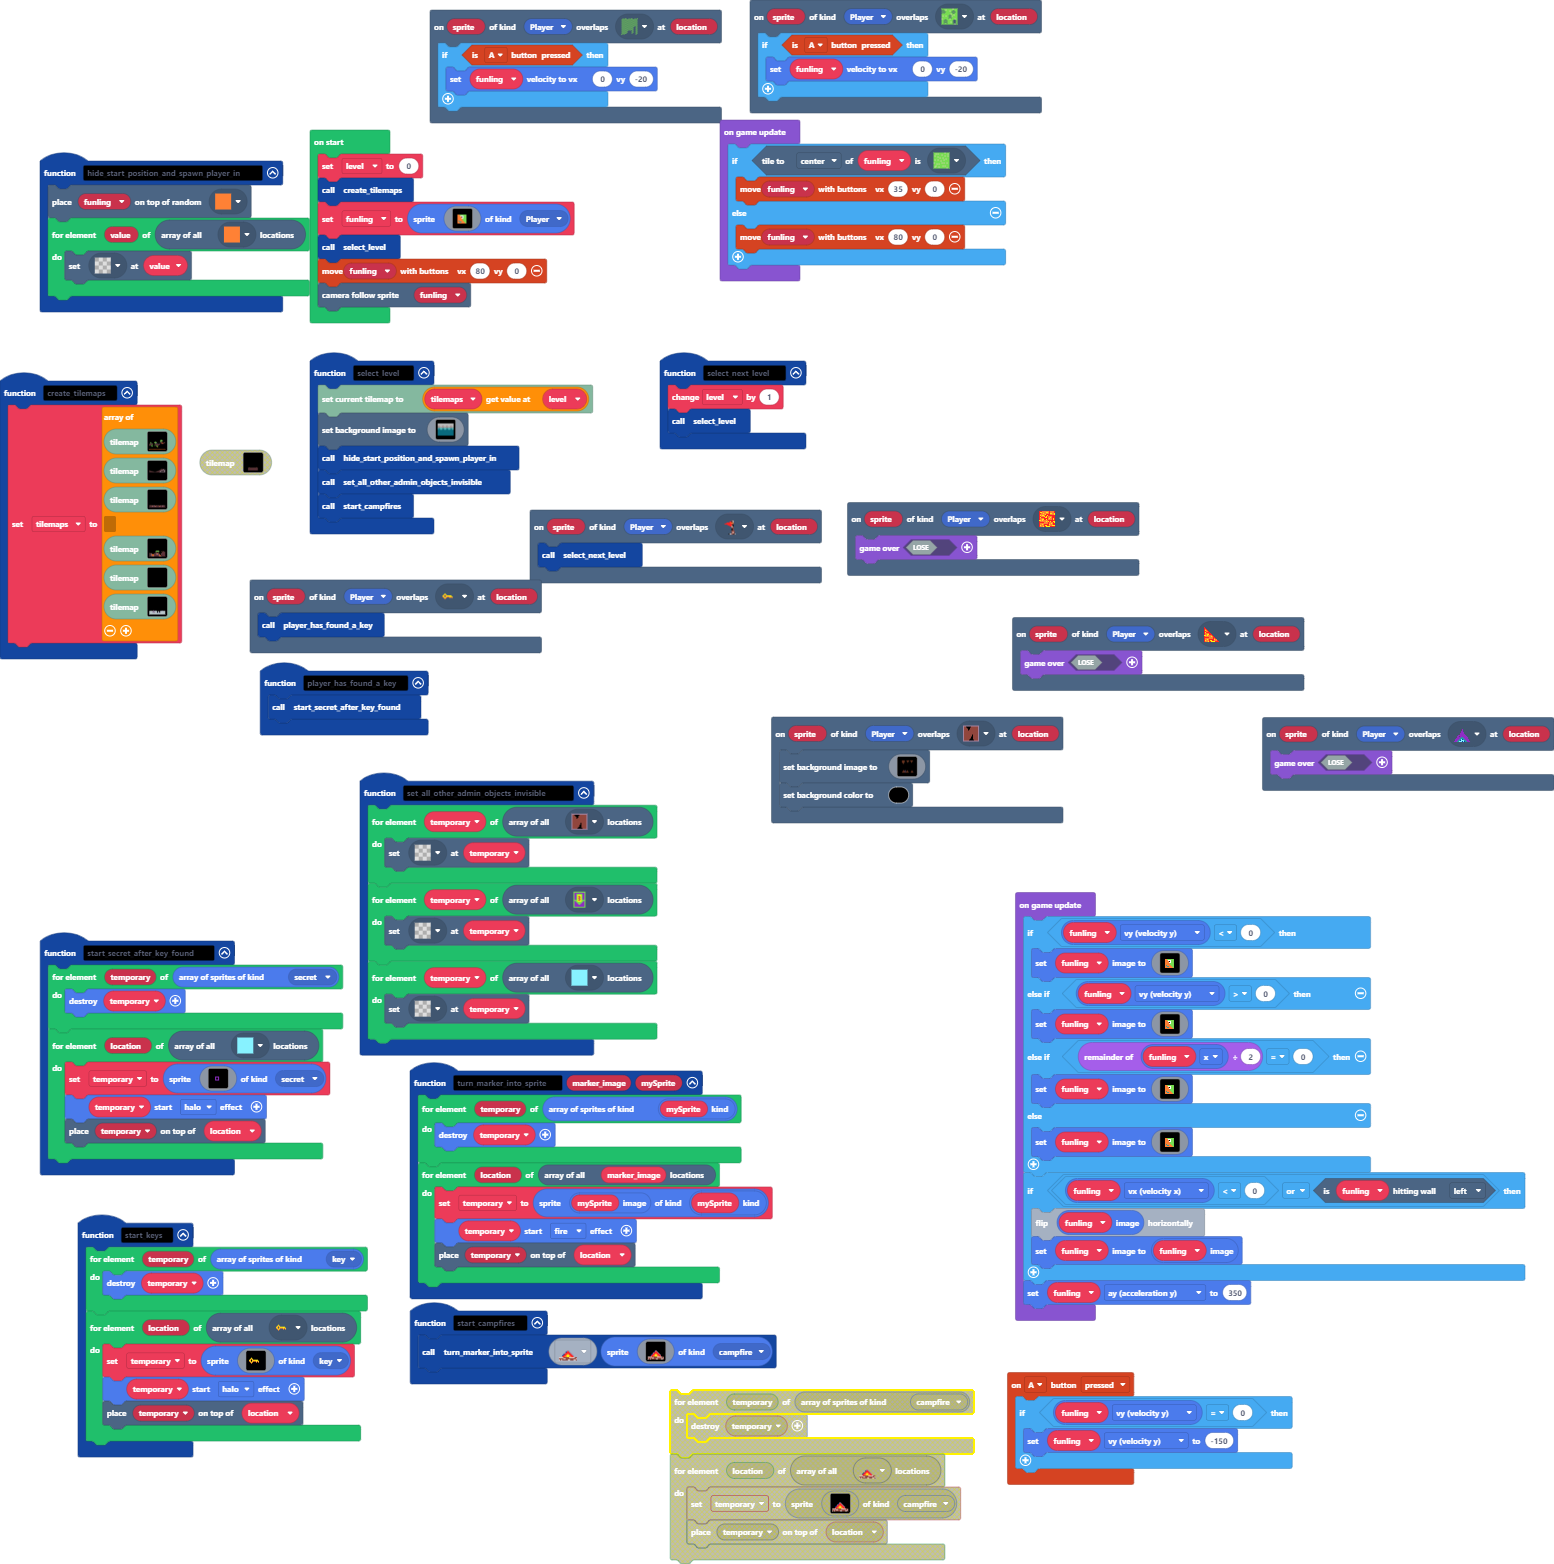 on sprite of kind Player overlaps at location
if is A button pressed then
set funling velocity to vx 0 vy -20
on sprite of kind Player overlaps at location
if is A button pressed then
set funling velocity to vx 0 vy -20
function hide start position and spawn player in
place funling on top of random
for element value of array of all locations
do
set at value
on start
set level to 0
call create_tilemaps
set funling to sprite of kind Player
call select_level
move funling with buttons vx 80 vy 0
camera follow sprite funling
on game update
if tile to center of funling is then
move funling with buttons vx 35 vy 0
else
move funling with buttons vx 80 vy 0
function create tilemaps
set tilemaps to
array of
tilemap
tilemap
tilemap
tilemap
tilemap
tilemap
tilemap
function select level
set current tilemap to tilemaps get value at level
set background image to
call hide_start_position_and_spawn_player_in
call set_all_other_admin_objects_invisible
call start_campfires
function select next level
change level by 1
call select_level
on sprite of kind Player overlaps at location
call select_next_level
on sprite of kind Player overlaps at location
game over LOSE
on sprite of kind Player overlaps at location
call player_has_found_a_key
on sprite of kind Player overlaps at location
game over LOSE
function player has found a key
call start_secret_after_key_found
on sprite of kind Player overlaps at location
set background image to
set background color to
on sprite of kind Player overlaps at location
game over LOSE
function set all other admin objects invisible
for element temporary of array of all locations
do
set at temporary
for element temporary of array of all locations
do
set at temporary
for element temporary of array of all locations
do
set at temporary
function start secret after key found
for element temporary of array of sprites of kind secret
do
destroy temporary
for element location of array of all locations
do
set temporary to sprite of kind secret
temporary start halo effect
place temporary on top of location
function turn marker into sprite marker_image mySprite
for element temporary of array of sprites of kind mySprite kind
do
destroy temporary
for element location of array of all marker_image locations
do
set temporary to sprite mySprite image of kind mySprite kind
temporary start fire effect
place temporary on top of location
on game update
if funling vy (velocity y) < 0 then
set funling image to
else if funling vy (velocity y) > 0 then
set funling image to
else if remainder of funling x ÷ 2 = 0 then
set funling image to
else
set funling image to
if funling vx (velocity x) < 0 or is funling hitting wall left then
flip funling image horizontally
set funling image to funling image
set funling ay (acceleration y) to 350
function start keys
for element temporary of array of sprites of kind key
do
destroy temporary
for element location of array of all locations
do
set temporary to sprite of kind key
temporary start halo effect
place temporary on top of location
function start campfires
call turn_marker_into_sprite sprite of kind campfire
for element temporary of array of sprites of kind campfire
do
destroy temporary
for element location of array of all locations
do
set temporary to sprite of kind campfire
place temporary on top of location
on A button pressed
if funling vy (velocity y) = 0 then
set funling vy (velocity y) to -150